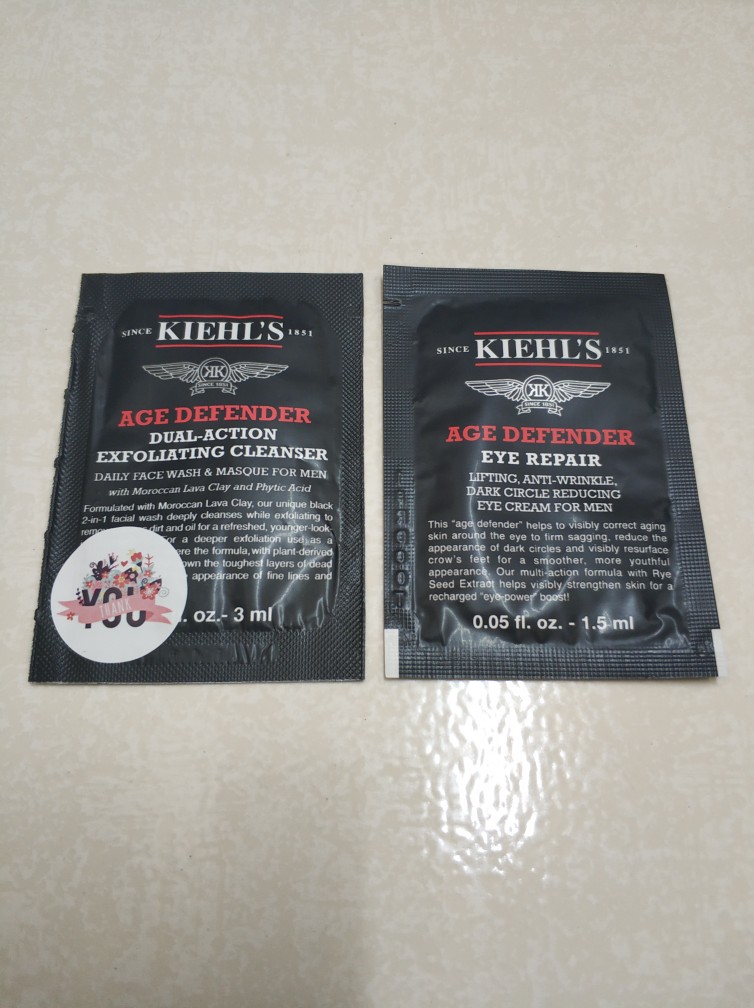 SINCE KIEHL'S 1851
KK
SINCE 1851
AGE DEFENDER
DUAL-ACTION
EXFOLIATING CLEANSER
DAILY FACE WASH & MASQUE FOR MEN
with Moroccan Lava Clay and Phytic Acid
Formulated with Moroccan Lava Clay, our unique black
2-in-1 facial wash deeply cleanses while exfoliating to
dirt and oil for a refreshed, younger-look-
or a deeper exfoliation use as a
ere the formula, with plant-derived
own the toughest layers of dead
appearance of fine lines and
fl. oz.- 3 ml
THANK
YOU
SINCE KIEHL'S 1851
KK
SINCE 1851
AGE DEFENDER
EYE REPAIR
LIFTING, ANTI-WRINKLE,
DARK CIRCLE REDUCING
EYE CREAM FOR MEN
This "age defender" helps to visibly correct aging
skin around the eye to firm sagging, reduce the
appearance of dark circles and visibly resurface
crow's feet for a smoother, more youthful
appearance. Our multi-action formula with Rye
Seed Extract helps visibly strengthen skin for a
recharged "eye-power" boost!
0.05 fl. oz. - 1.5 ml